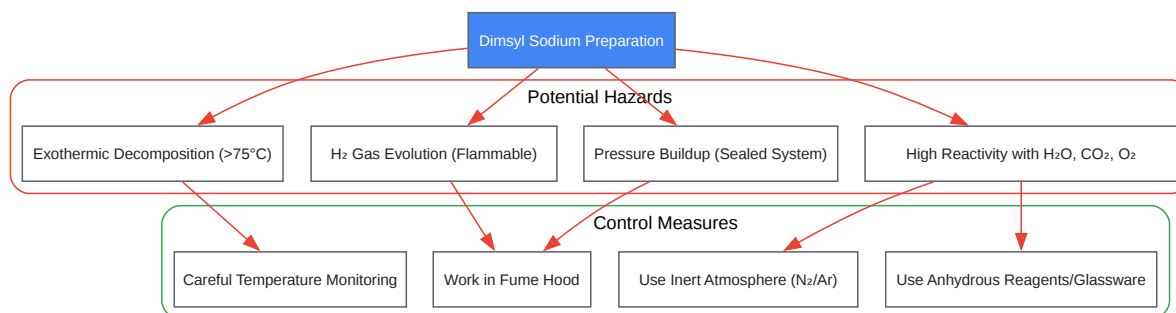 Dimsyl Sodium Preparation
Potential Hazards
Exothermic Decomposition (>75°C)
H₂ Gas Evolution (Flammable)
Pressure Buildup (Sealed System)
High Reactivity with H₂O, CO₂, O₂
Control Measures
Careful Temperature Monitoring
Work in Fume Hood
Use Inert Atmosphere (N₂/Ar)
Use Anhydrous Reagents/Glassware